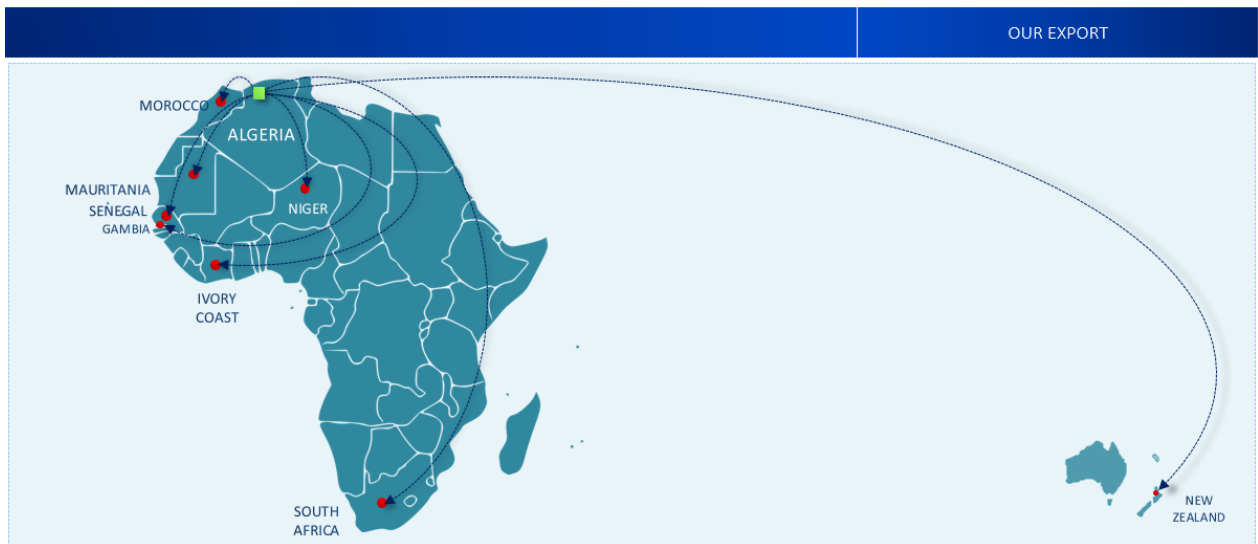 OUR EXPORT
MOROCCO
ALGERIA
MAURITANIA
SENEGAL
NIGER
GAMBIA
IVORY
COAST
SOUTH
AFRICA
NEW
ZEALAND